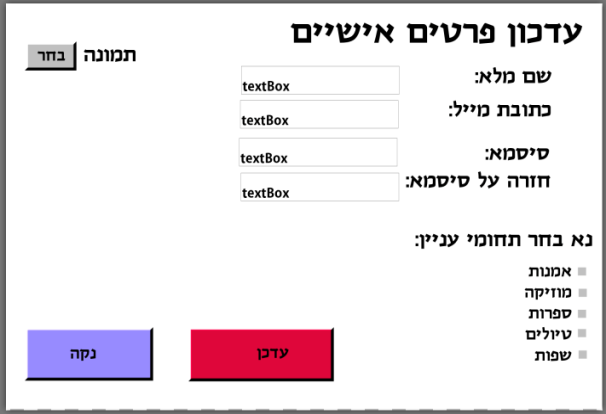 עדכון פרטים אישיים
תמונה בחר
שם מלא: textBox
כתובת מייל: textBox
סיסמא: textBox
חזרה על סיסמא: textBox
נא בחר תחומי עניין:
אמנות
מוזיקה
ספרות
טיולים
שפות
עדכן
נקה